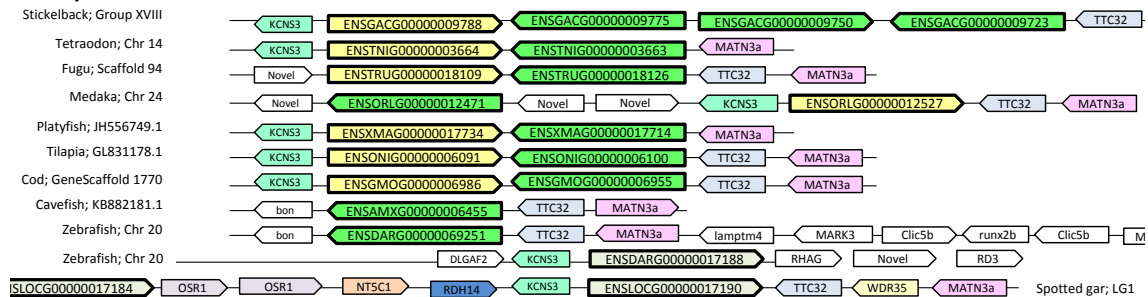 Stickelback; Group XVIII KCNS3 ENSGACG00000009788 ENSGACG00000009775 ENSGACG00000009750 ENSGACG00000009723 TTC32
Tetraodon; Chr 14 KCNS3 ENSTNIG00000003664 ENSTNIG00000003663 MATN3a
Fugu; Scaffold 94 Novel ENSTRUG00000018109 ENSTRUG00000018126 TTC32 MATN3a
Medaka; Chr 24 Novel ENSORLG00000012471 Novel Novel KCNS3 ENSORLG00000012527 TTC32 MATN3a
Platyfish; JH556749.1 KCNS3 ENSXMAG00000017734 ENSXMAG00000017714 MATN3a
Tilapia; GL831178.1 KCNS3 ENSONIG00000006091 ENSONIG00000006100 TTC32 MATN3a
Cod; GeneScaffold 1770 KCNS3 ENSGMOG00000006986 ENSGMOG00000006955 TTC32 MATN3a
Cavefish; KB882181.1 bon ENSAMXG00000006455 TTC32 MATN3a
Zebrafish; Chr 20 bon ENSDARG00000069251 TTC32 MATN3a lamptm4 MARK3 Clic5b runx2b Clic5b M
Zebrafish; Chr 20 DLGAF2 KCNS3 ENSDARG00000017188 RHAG Novel RD3
NSLOCG00000017184 OSR1 OSR1 NT5C1 RDH14 KCNS3 ENSLOCG00000017190 TTC32 WDR35 MATN3a Spotted gar; LG1